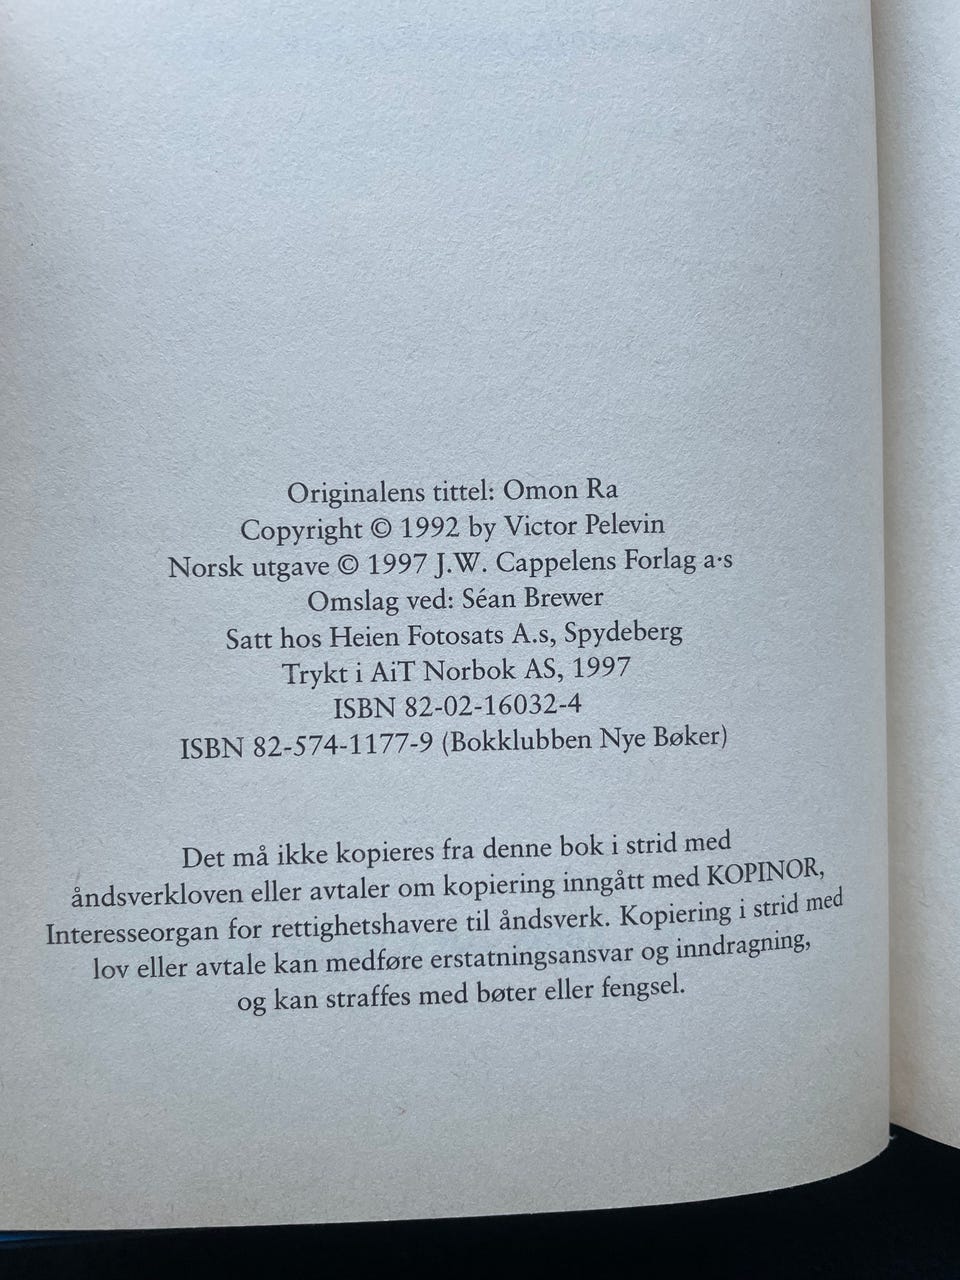 Originalens tittel: Omon Ra
Copyright © 1992 by Victor Pelevin
Norsk utgave © 1997 J.W. Cappelens Forlag a·s
Omslag ved: Séan Brewer
Satt hos Heien Fotosats A.s, Spydeberg
Trykt i AiT Norbok AS, 1997
ISBN 82-02-16032-4
ISBN 82-574-1177-9 (Bokklubben Nye Bøker)
Det må ikke kopieres fra denne bok i strid med
åndsverkloven eller avtaler om kopiering inngått med KOPINOR,
Interesseorgan for rettighetshavere til åndsverk. Kopiering i strid med
lov eller avtale kan medføre erstatningsansvar og inndragning,
og kan straffes med bøter eller fengsel.